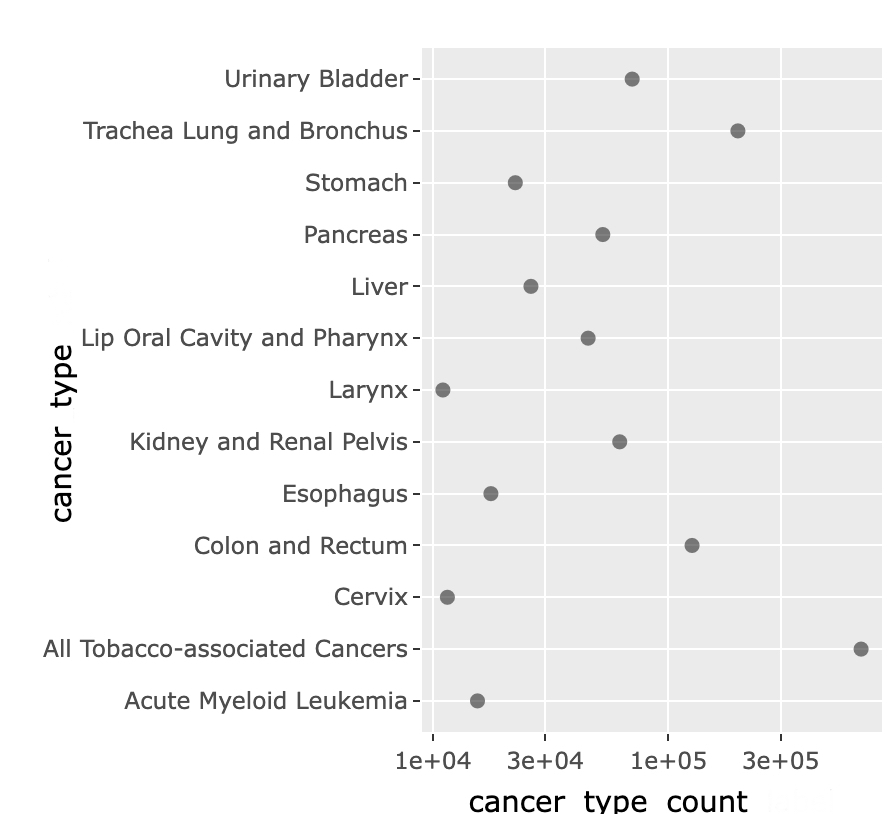 Urinary Bladder
Trachea Lung and Bronchus
Stomach
Pancreas
Liver
Lip Oral Cavity and Pharynx
Larynx
Kidney and Renal Pelvis
Esophagus
Colon and Rectum
Cervix
All Tobacco-associated Cancers
Acute Myeloid Leukemia
cancer type
1e+04 3e+04 1e+05 3e+05
cancer type count